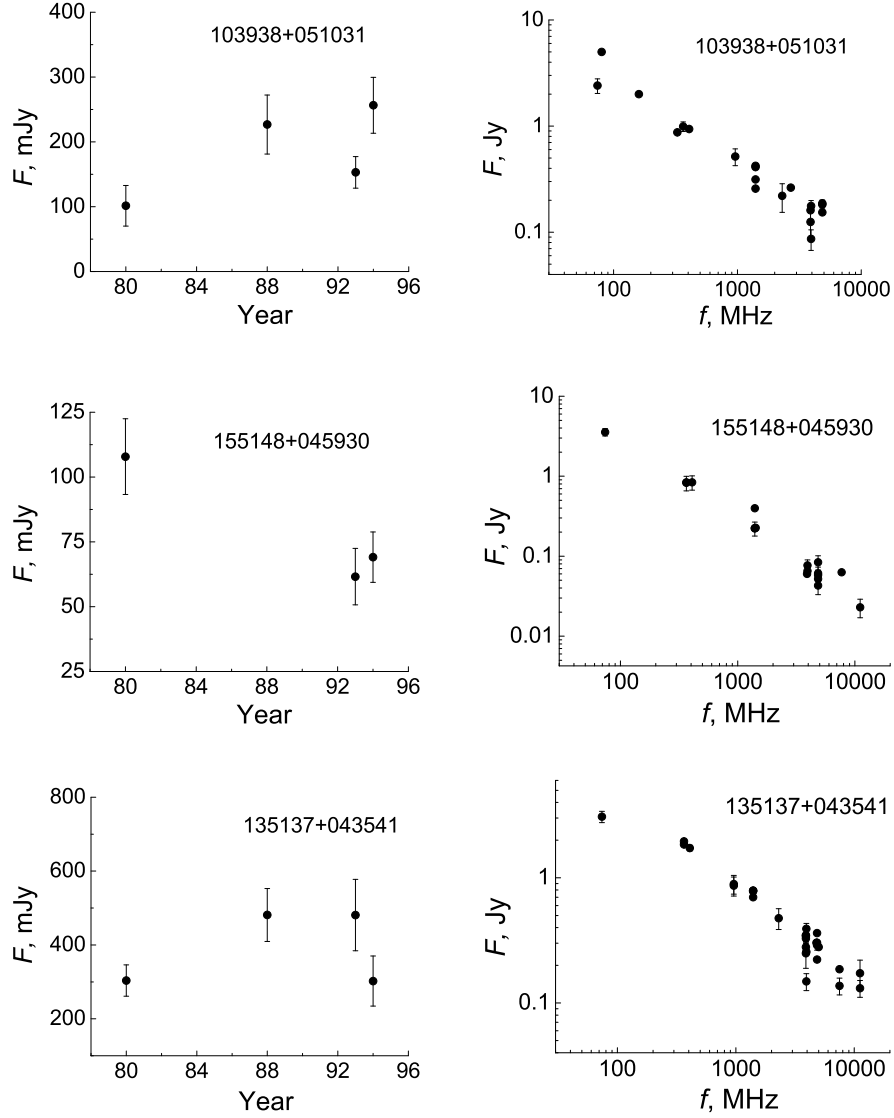 400
300
200
100
0
F, mJy
103938+051031
80 84 88 92 96
Year
10
1
0.1
F, Jy
103938+051031
100 1000 10000
f, MHz
125
100
75
50
25
F, mJy
155148+045930
80 84 88 92 96
Year
10
1
0.1
0.01
F, Jy
155148+045930
100 1000 10000
f, MHz
800
600
400
200
F, mJy
135137+043541
80 84 88 92 96
Year
1
0.1
F, Jy
135137+043541
100 1000 10000
f, MHz